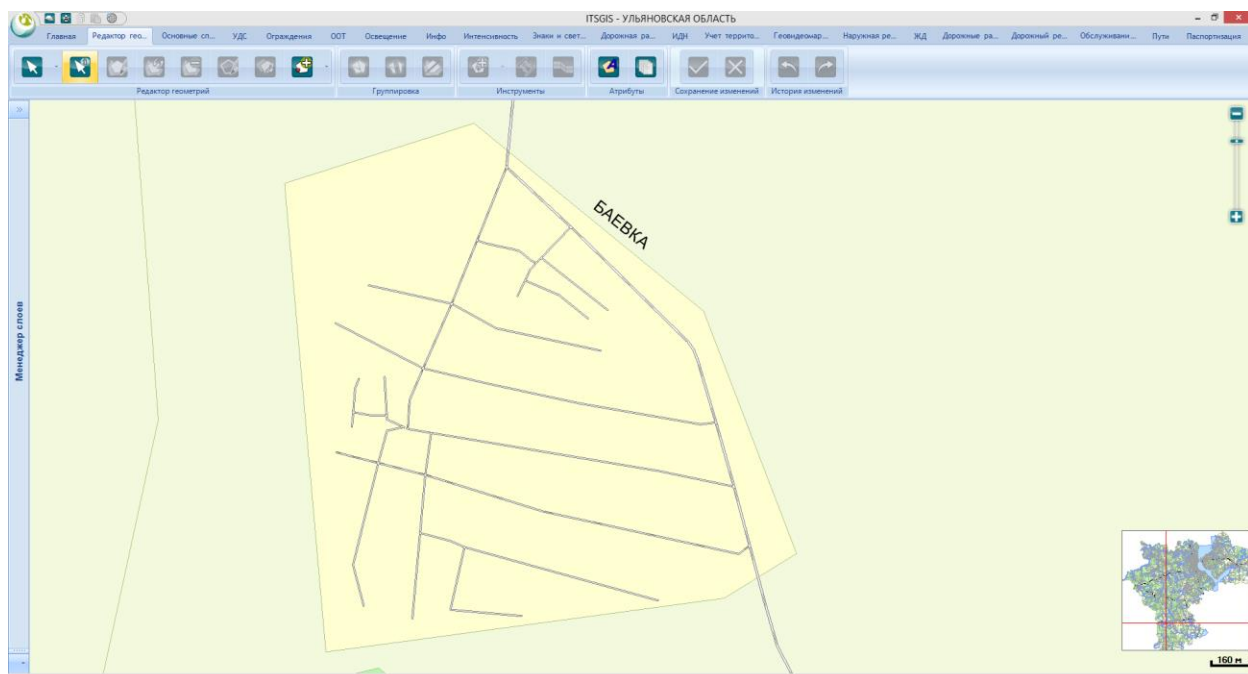 ITSGIS - УЛЬЯНОВСКАЯ ОБЛАСТЬ
Главная Редактор гео... Основные сп... УДС Ограждения ООТ Освещение Инфо Интенсивность Знаки и свет... Дорожная ра... ИДН Учет террито... Геовидеомар... Наружная ре... ЖД Дорожные ра... Дорожный ре... Обслуживани... Пути Паспортизация
Редактор геометрий Группировка Инструменты Атрибуты Сохранение изменений История изменений
Менеджер слоев
БАЕВКА
160 м